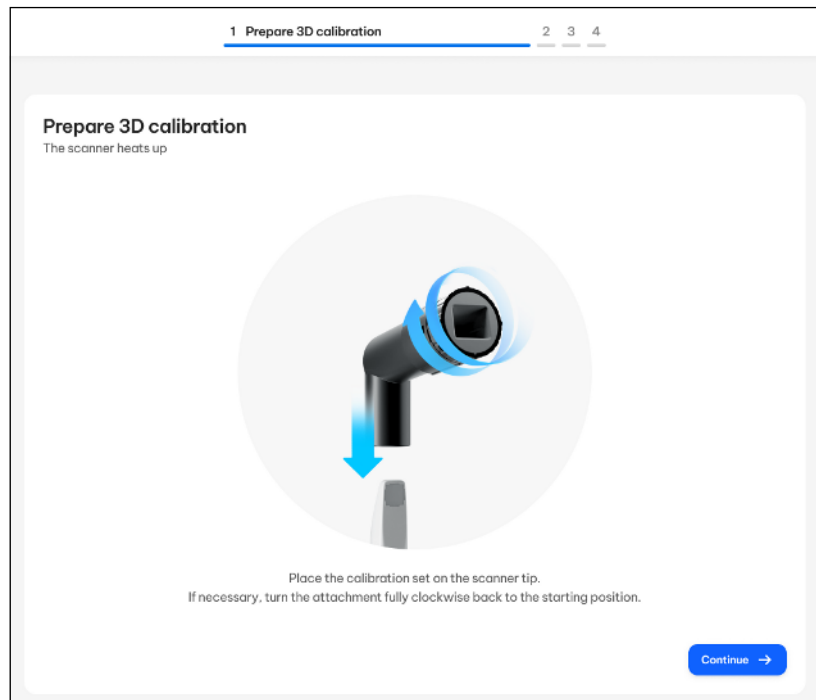 1 Prepare 3D calibration 2 3 4
Prepare 3D calibration
The scanner heats up
Place the calibration set on the scanner tip.
If necessary, turn the attachment fully clockwise back to the starting position.
Continue →